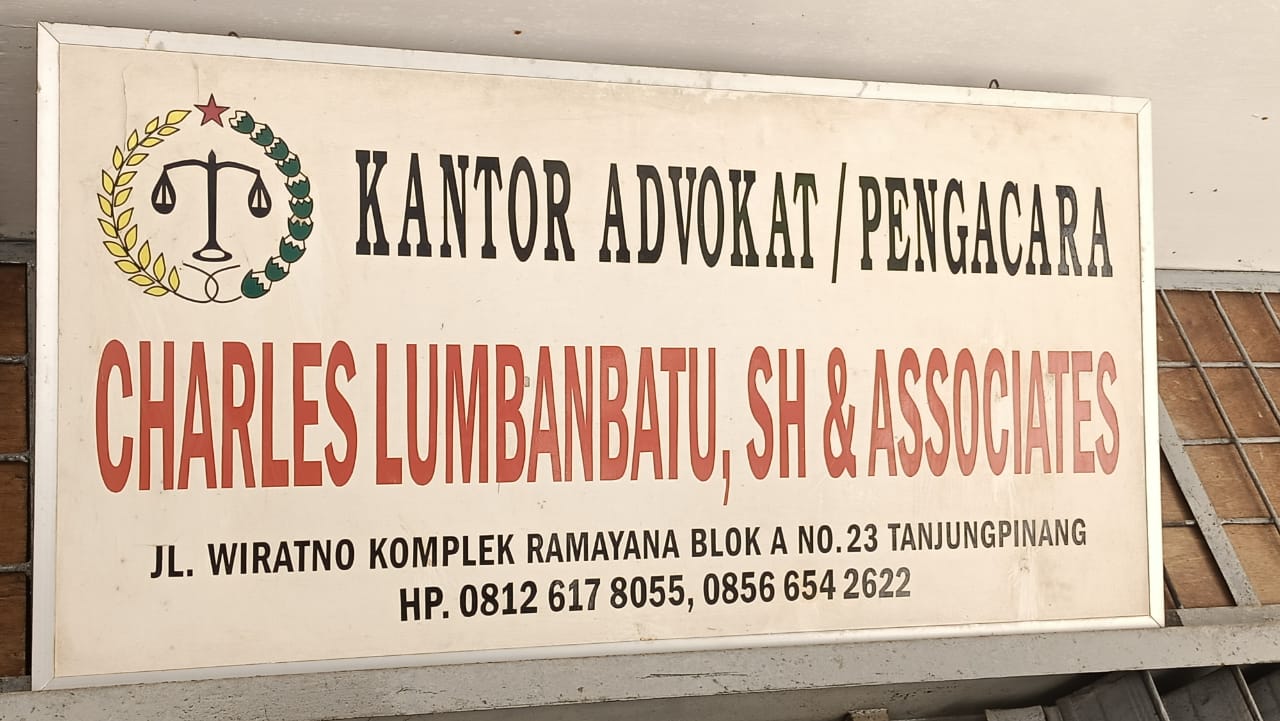 KANTOR ADVOKAT / PENGACARA
CHARLES LUMBANBATU, SH & ASSOCIATES
JL. WIRATNO KOMPLEK RAMAYANA BLOK A NO.23 TANJUNGPINANG
HP. 0812 617 8055, 0856 654 2622